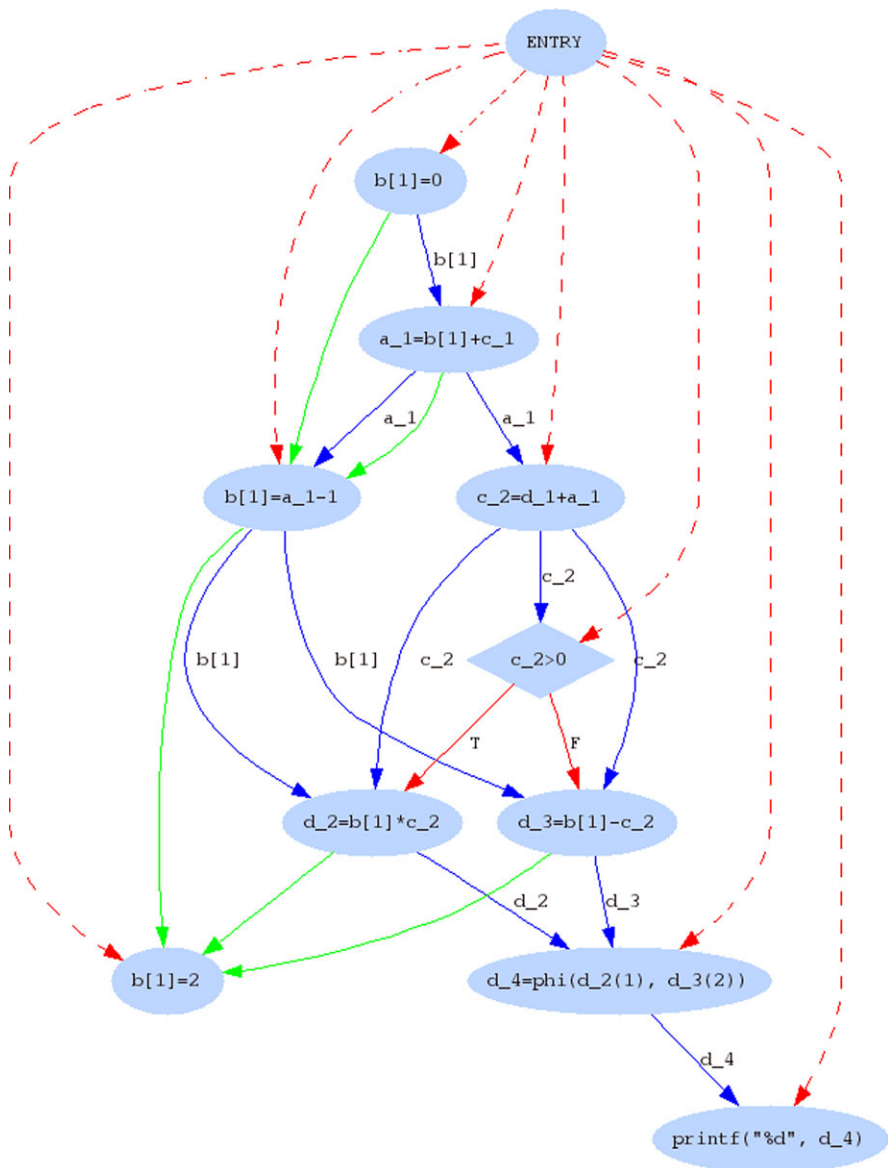 ENTRY
b[1]=0
b[1]
a_1=b[1]+c_1
a_1
a_1
b[1]=a_1-1
c_2=d_1+a_1
c_2
b[1]
b[1]
c_2
c_2>0
c_2
T
F
d_2=b[1]*c_2
d_3=b[1]-c_2
d_2
d_3
b[1]=2
d_4=phi(d_2(1), d_3(2))
d_4
printf("%d", d_4)